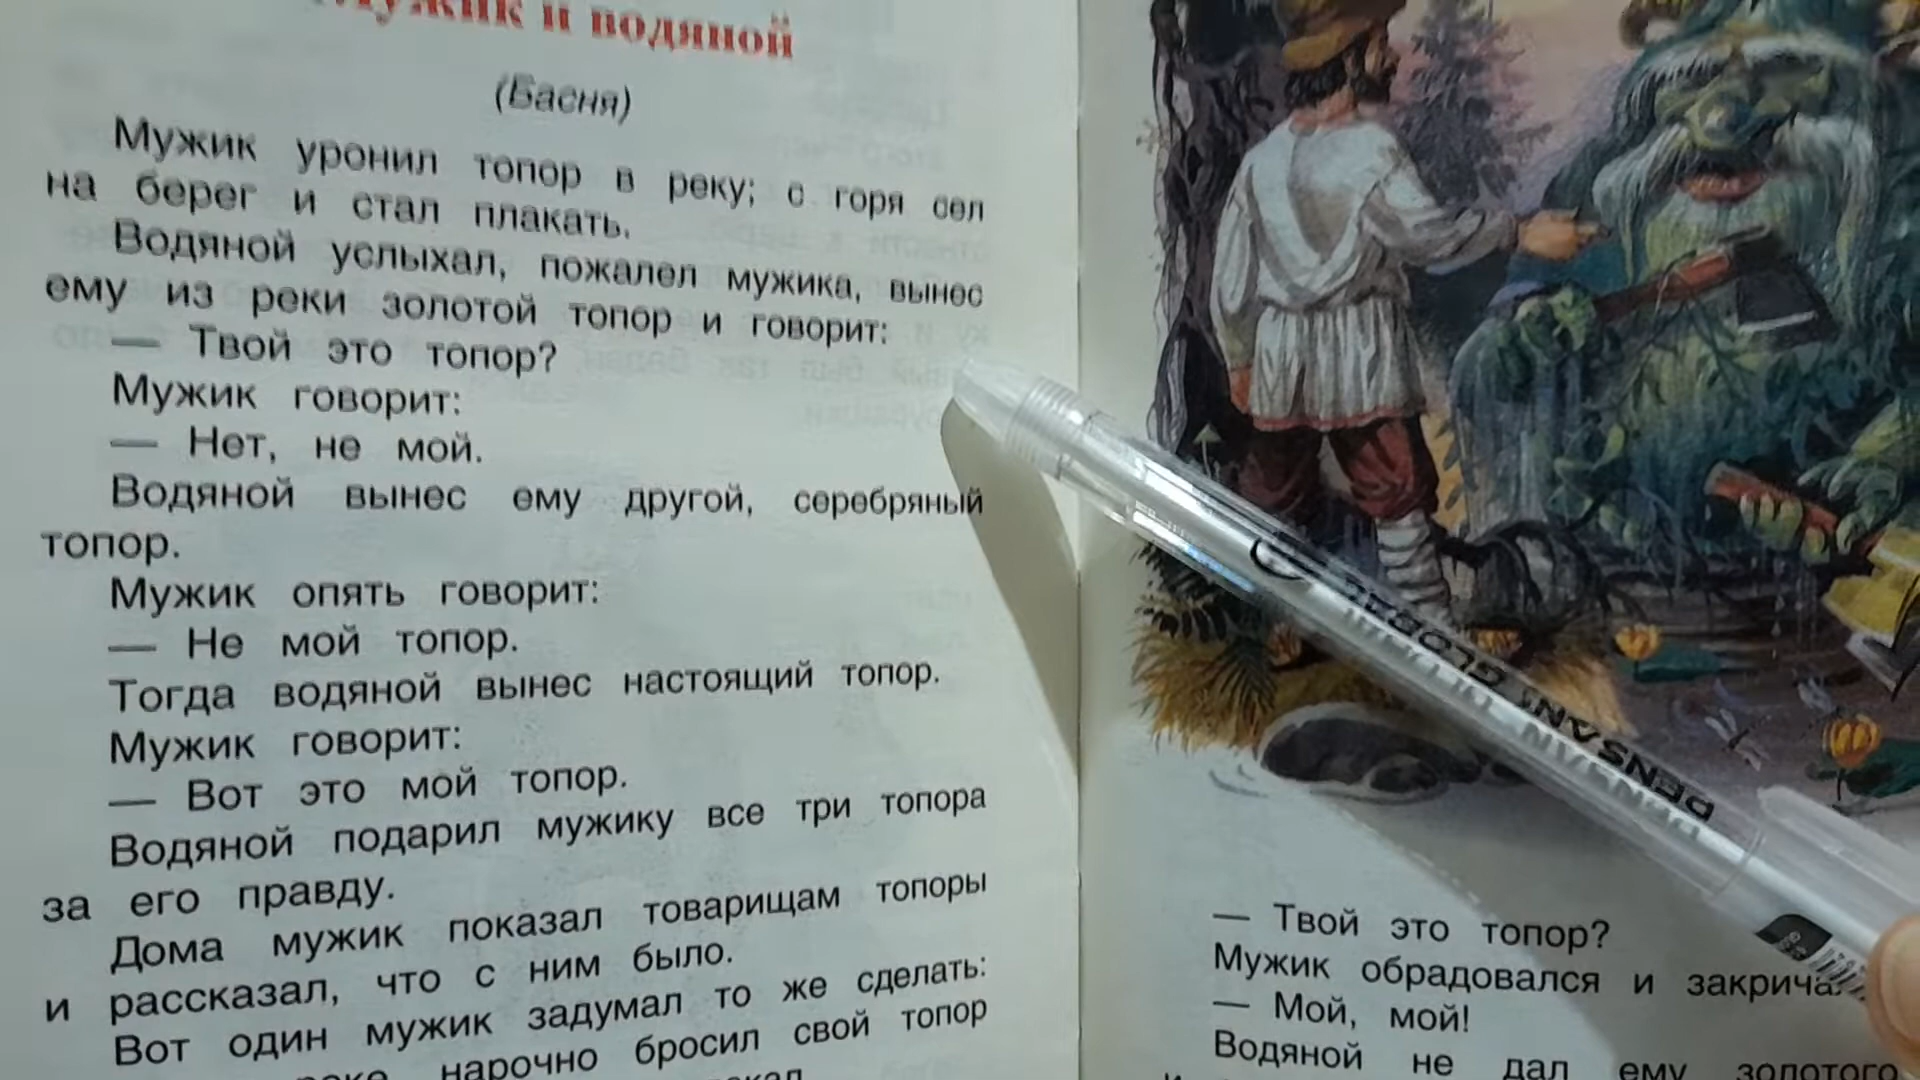 Мужик и водяной
(Басня)
Мужик уронил топор в реку; с горя сел
на берег и стал плакать.
Водяной услыхал, пожалел мужика, вынес
ему из реки золотой топор и говорит:
— Твой это топор?
Мужик говорит:
— Нет, не мой.
Водяной вынес ему другой, серебряный
топор.
Мужик опять говорит:
— Не мой топор.
Тогда водяной вынес настоящий топор.
Мужик говорит:
— Вот это мой топор.
Водяной подарил мужику все три топора
за его правду.
Дома мужик показал товарищам топоры
и рассказал, что с ним было.
Вот один мужик задумал то же сделать:
нарочно бросил свой топор
— Твой это топор?
Мужик обрадовался и
— Мой, мой!
Водяной не дал ему золотого
PENSAN GLOBAL